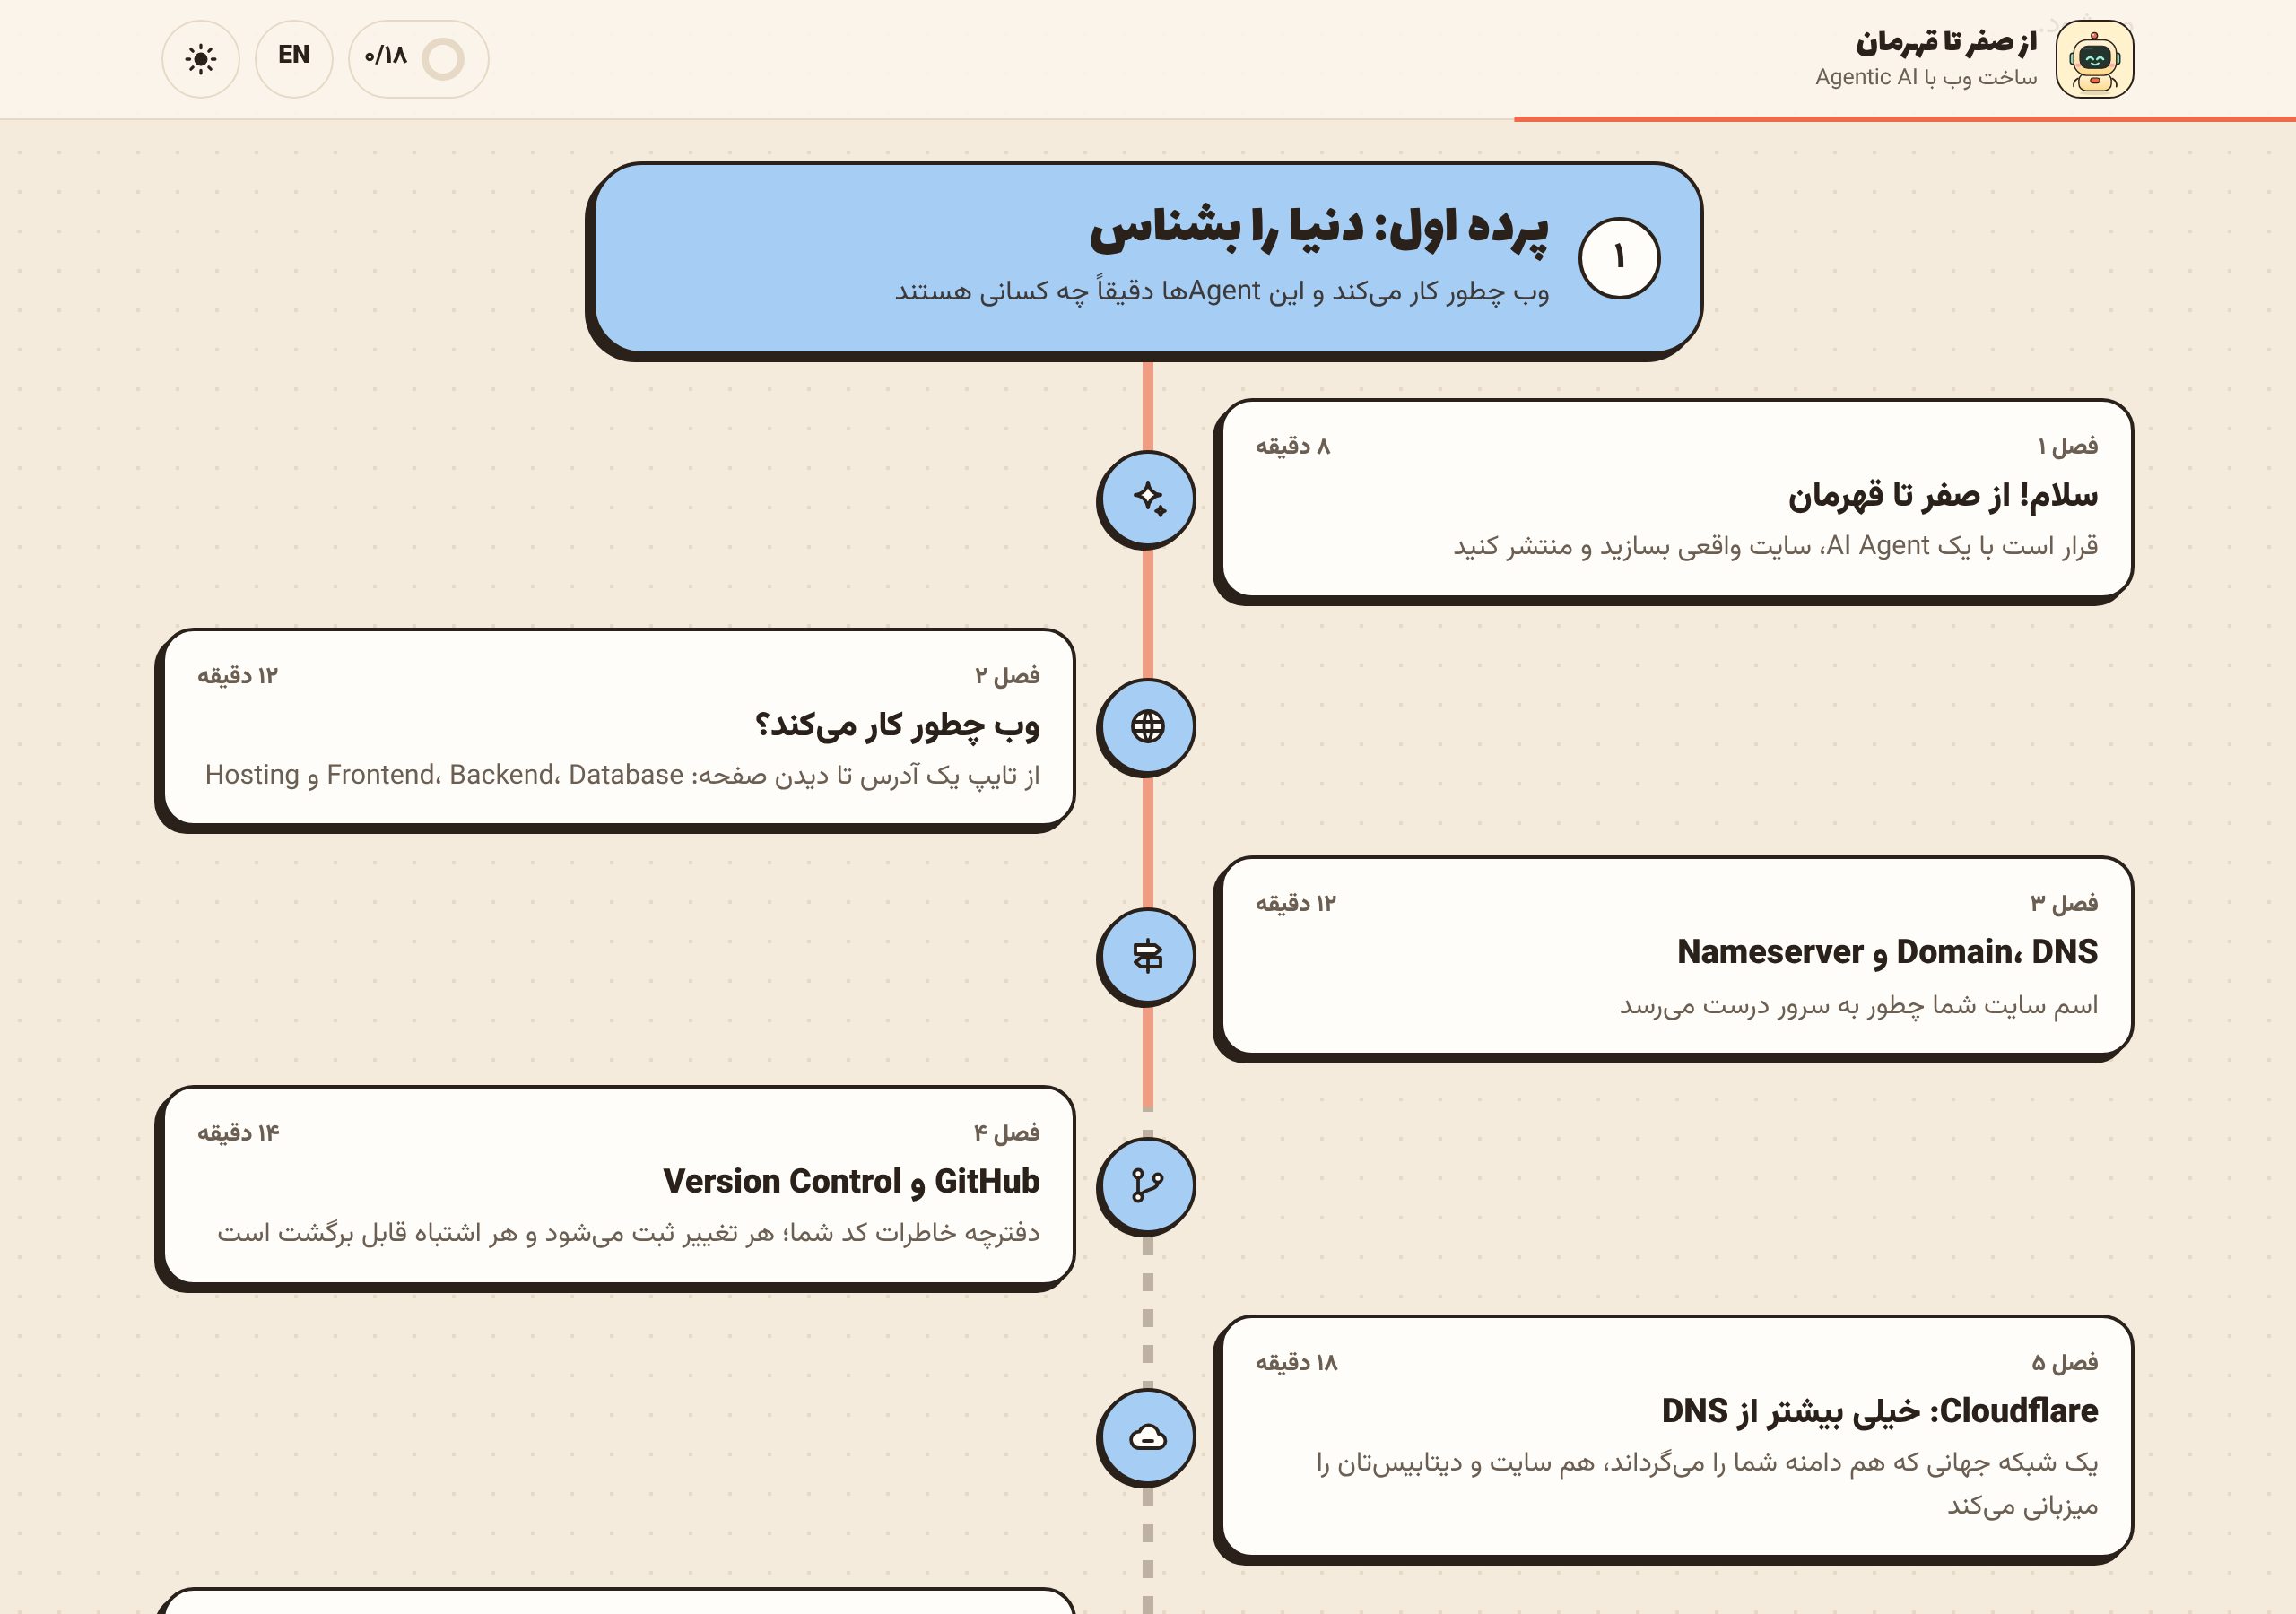 از صفر تا قهرمان
ساخت وب با Agentic AI
۰/۱۸
EN
۱
پرده اول: دنیا را بشناس
وب چطور کار می‌کند و این Agentها دقیقاً چه کسانی هستند
فصل ۱
۸ دقیقه
سلام! از صفر تا قهرمان
قرار است با یک AI Agent، سایت واقعی بسازید و منتشر کنید
فصل ۲
۱۲ دقیقه
وب چطور کار می‌کند؟
از تایپ یک آدرس تا دیدن صفحه: Frontend، Backend، Database و Hosting
فصل ۳
۱۲ دقیقه
Domain، DNS و Nameserver
اسم سایت شما چطور به سرور درست می‌رسد
فصل ۴
۱۴ دقیقه
GitHub و Version Control
دفترچه خاطرات کد شما؛ هر تغییر ثبت می‌شود و هر اشتباه قابل برگشت است
فصل ۵
۱۸ دقیقه
Cloudflare: خیلی بیشتر از DNS
یک شبکه جهانی که هم دامنه شما را می‌گرداند، هم سایت و دیتابیس‌تان را
میزبانی می‌کند